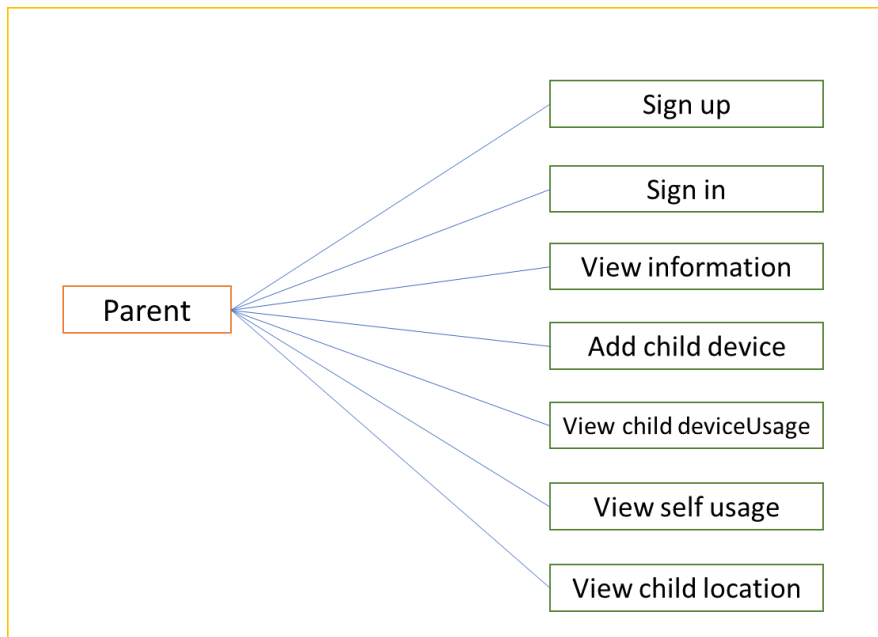 Sign up
Sign in
View information
Parent
Add child device
View child deviceUsage
View self usage
View child location